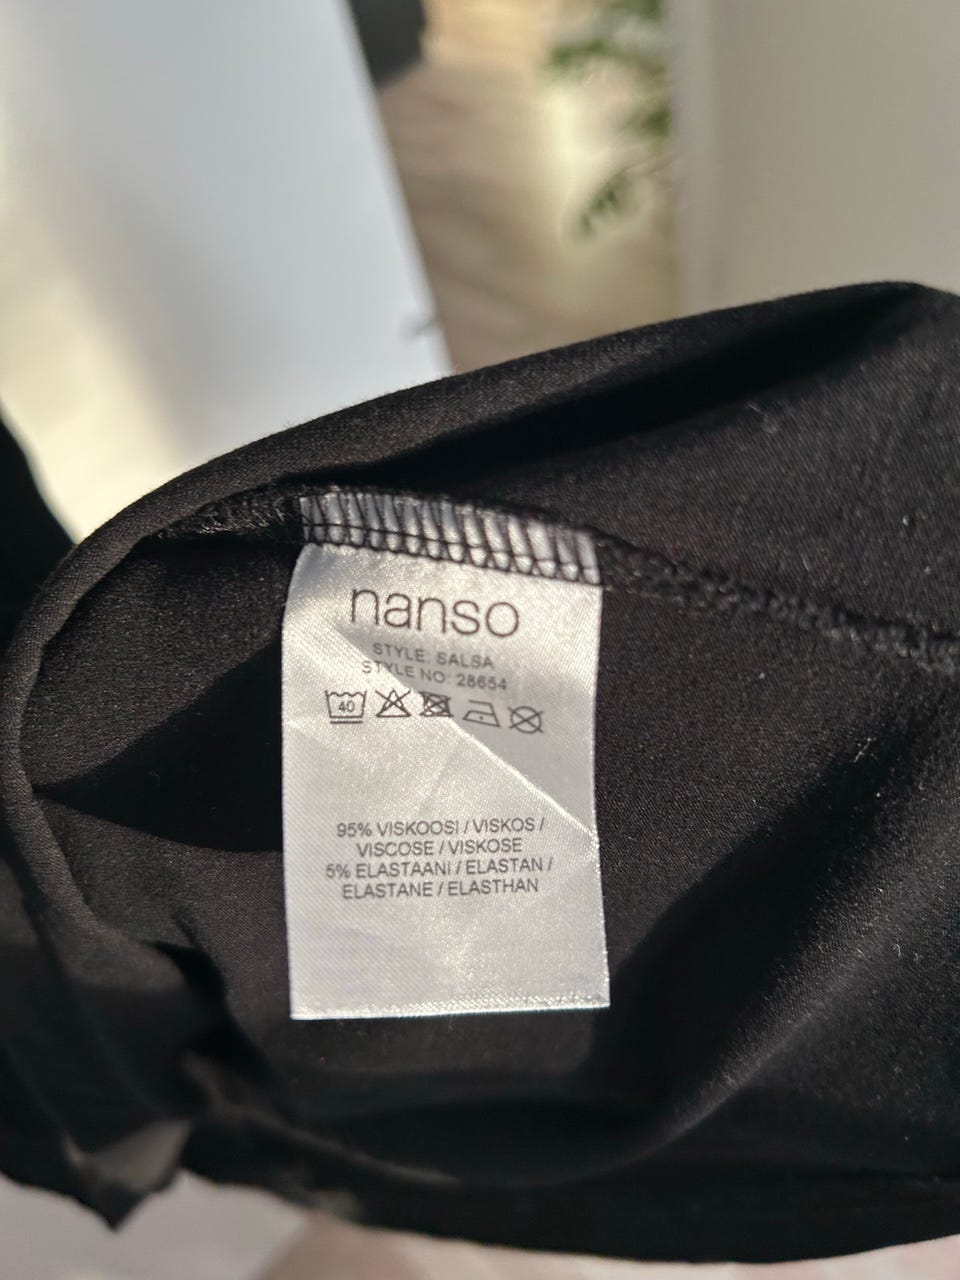 nanso
STYLE: SALSA
STYLE NO: 28654
40
95% VISKOOSI / VISKOS /
VISCOSE / VISKOSE
5% ELASTAANI / ELASTAN /
ELASTANE / ELASTHAN